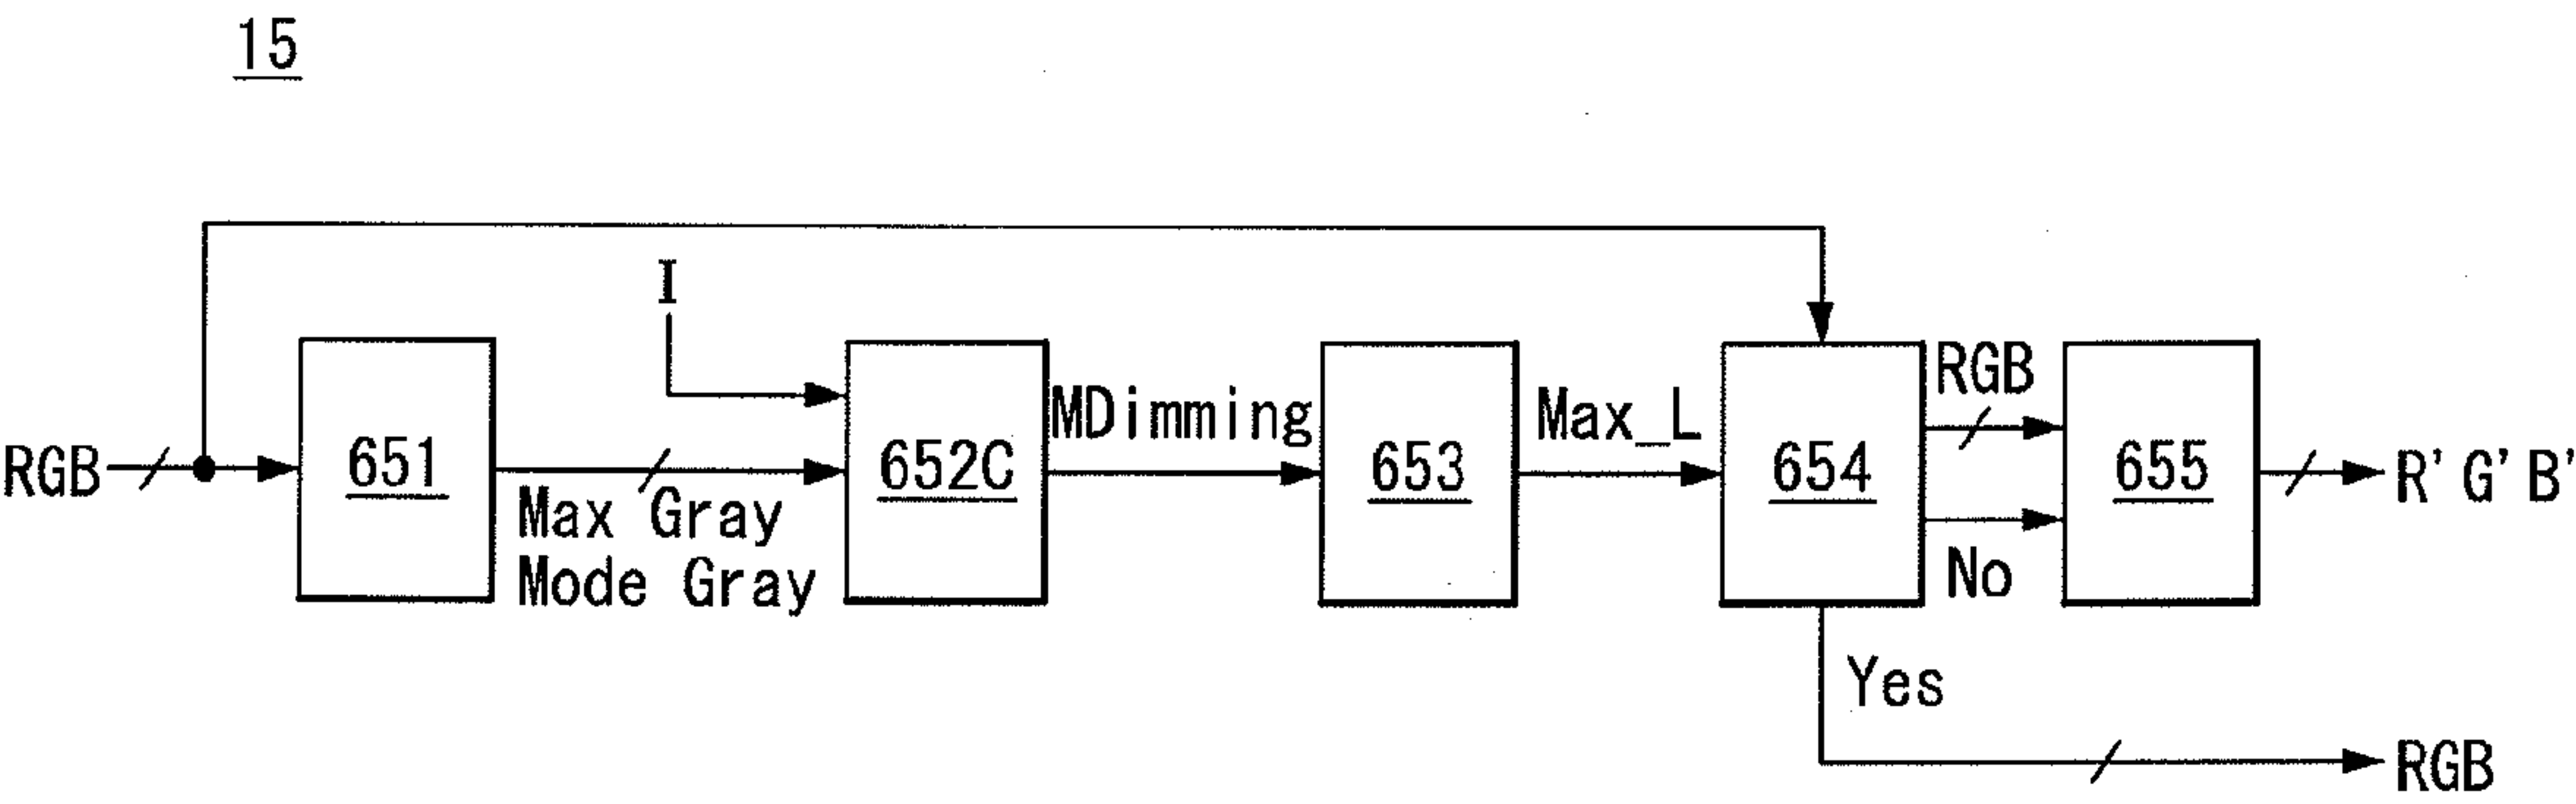 15
I
RGB
651
Max Gray
Mode Gray
652C
MDimming
653
Max_L
654
RGB
No
655
R'G'B'
Yes
RGB